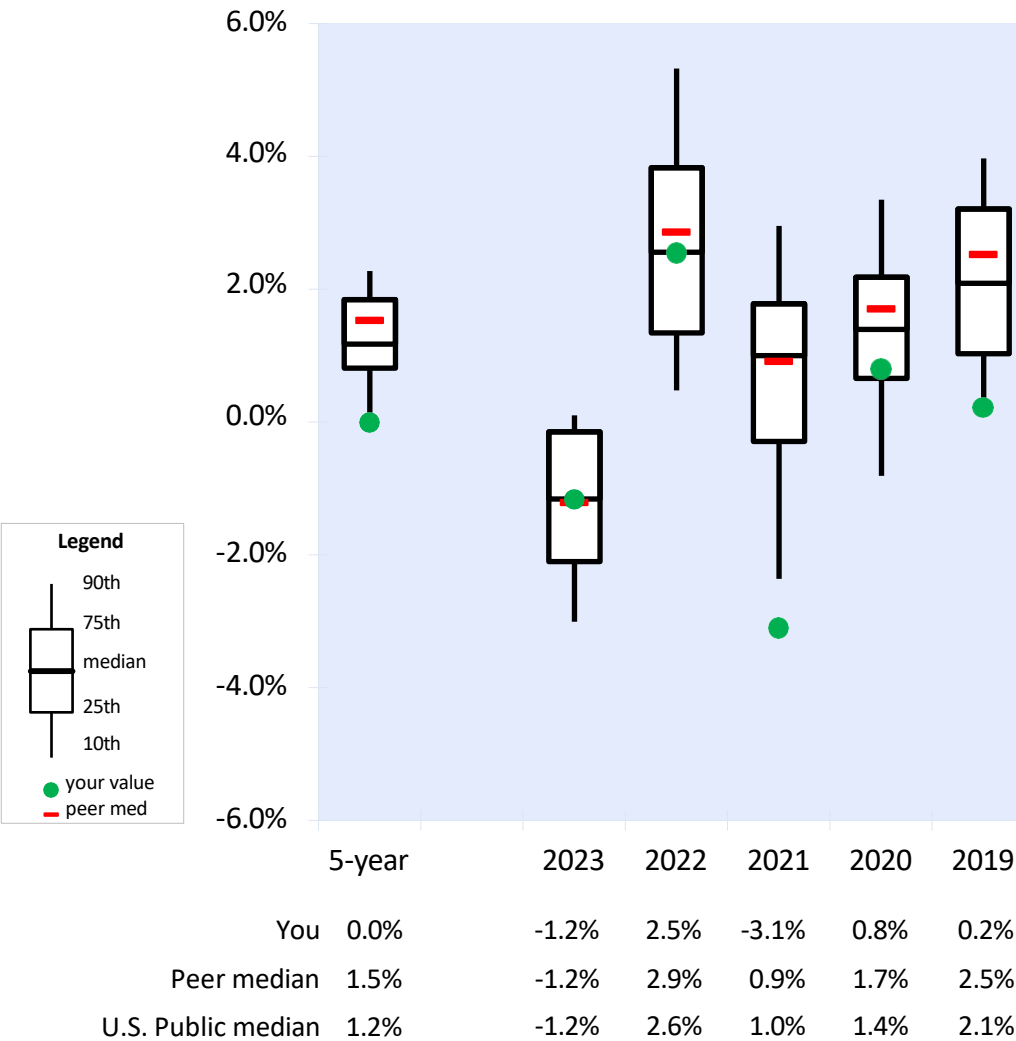 6.0%
4.0%
2.0%
0.0%
-2.0%
-4.0%
-6.0%
Legend
90th
75th
median
25th
10th
your value
peer med
5-year 2023 2022 2021 2020 2019
You 0.0% -1.2% 2.5% -3.1% 0.8% 0.2%
Peer median 1.5% -1.2% 2.9% 0.9% 1.7% 2.5%
U.S. Public median 1.2% -1.2% 2.6% 1.0% 1.4% 2.1%